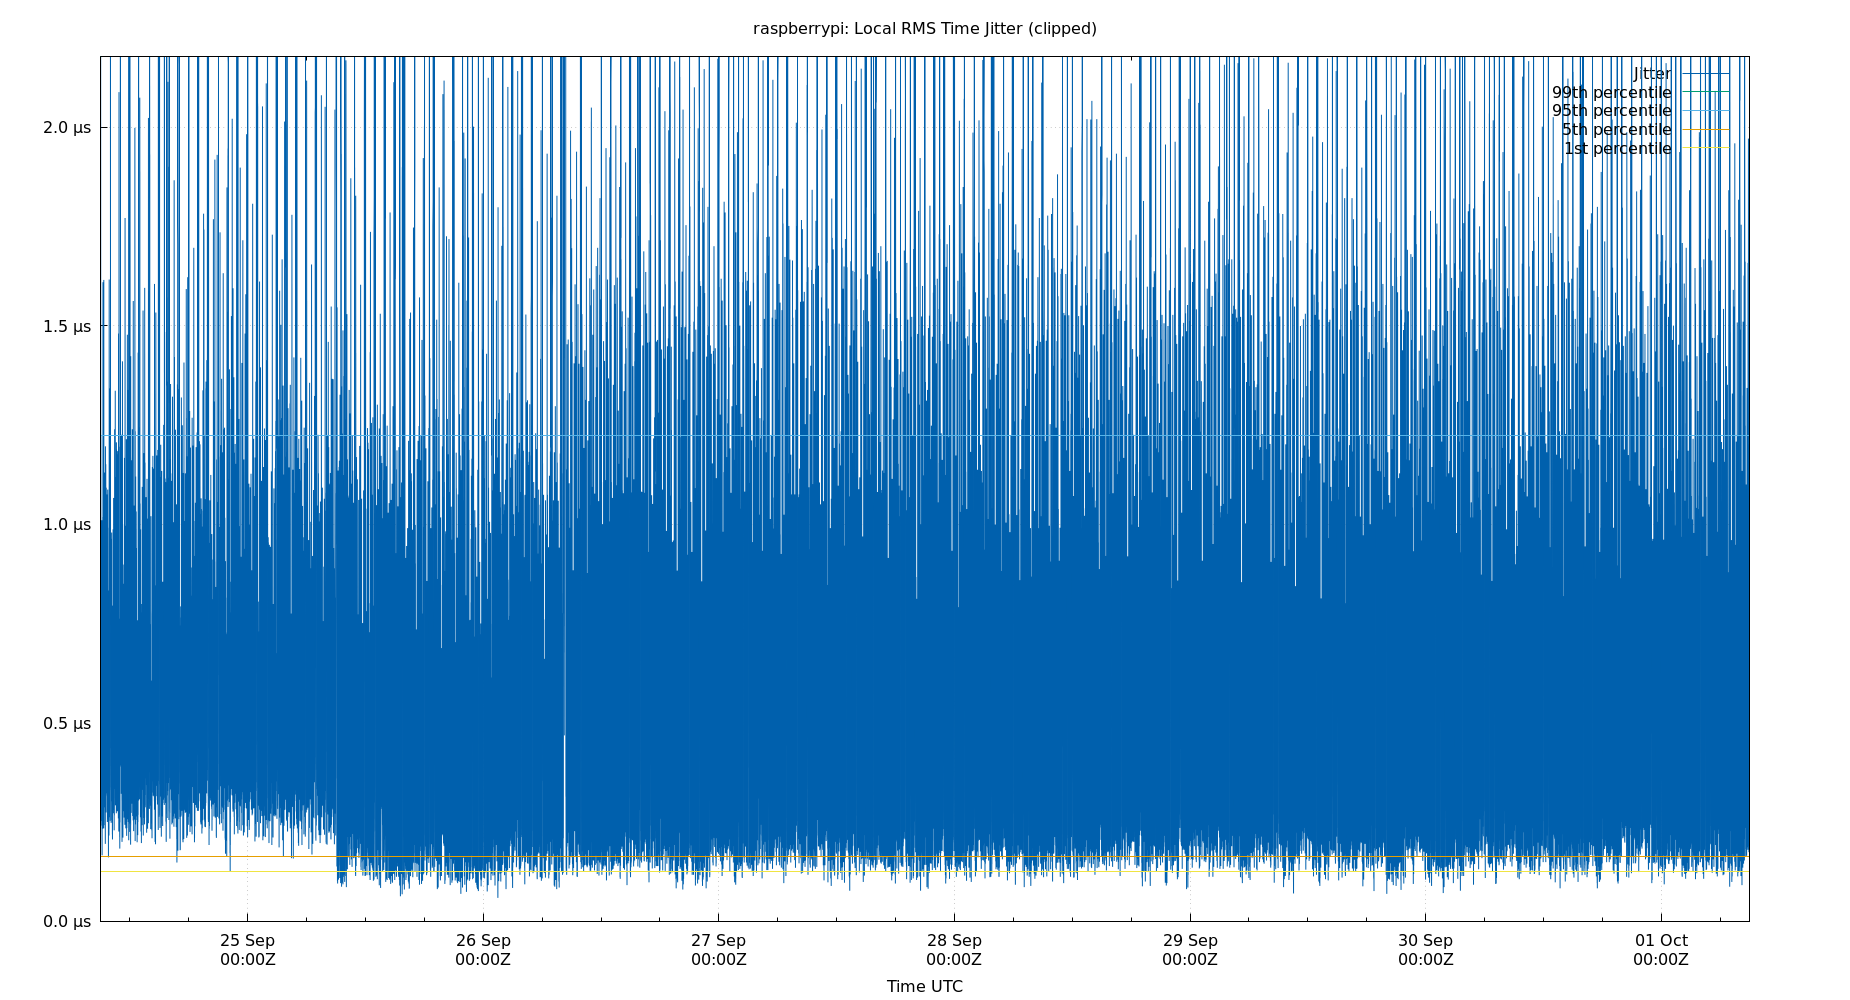 raspberrypi: Local RMS Time Jitter (clipped)
Jitter
99th percentile
95th percentile
5th percentile
1st percentile
2.0 µs
1.5 µs
1.0 µs
0.5 µs
0.0 µs
25 Sep 26 Sep 27 Sep 28 Sep 29 Sep 30 Sep 01 Oct
00:00Z 00:00Z 00:00Z 00:00Z 00:00Z 00:00Z 00:00Z
Time UTC